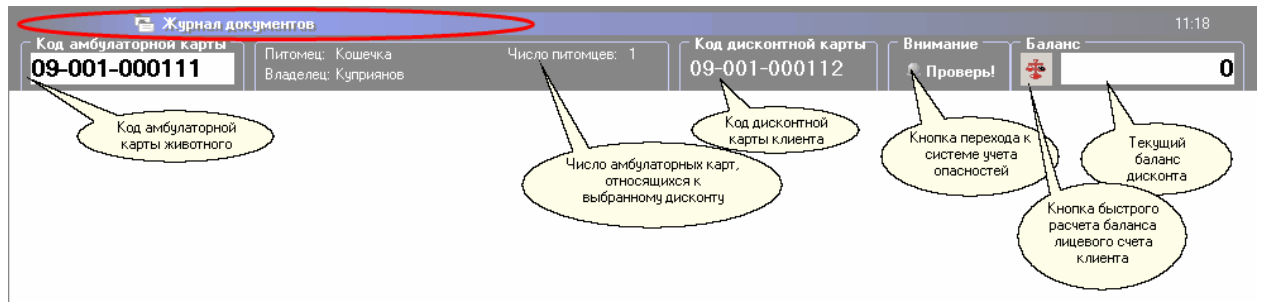 Журнал документов
11:18
Код амбулаторной карты
09-001-000111
Питомец: Кошечка
Число питомцев: 1
Владелец: Куприянов
Код дисконтной карты
09-001-000112
Внимание
Проверь!
Баланс
0
Код амбулаторной
карты животного
Число амбулаторных карт,
относящихся к
выбранному дисконту
Код дисконтной
карты клиента
Кнопка перехода к
системе учета
опасностей
Текущий
баланс
дисконта
Кнопка быстрого
расчета баланса
лицевого счета
клиента